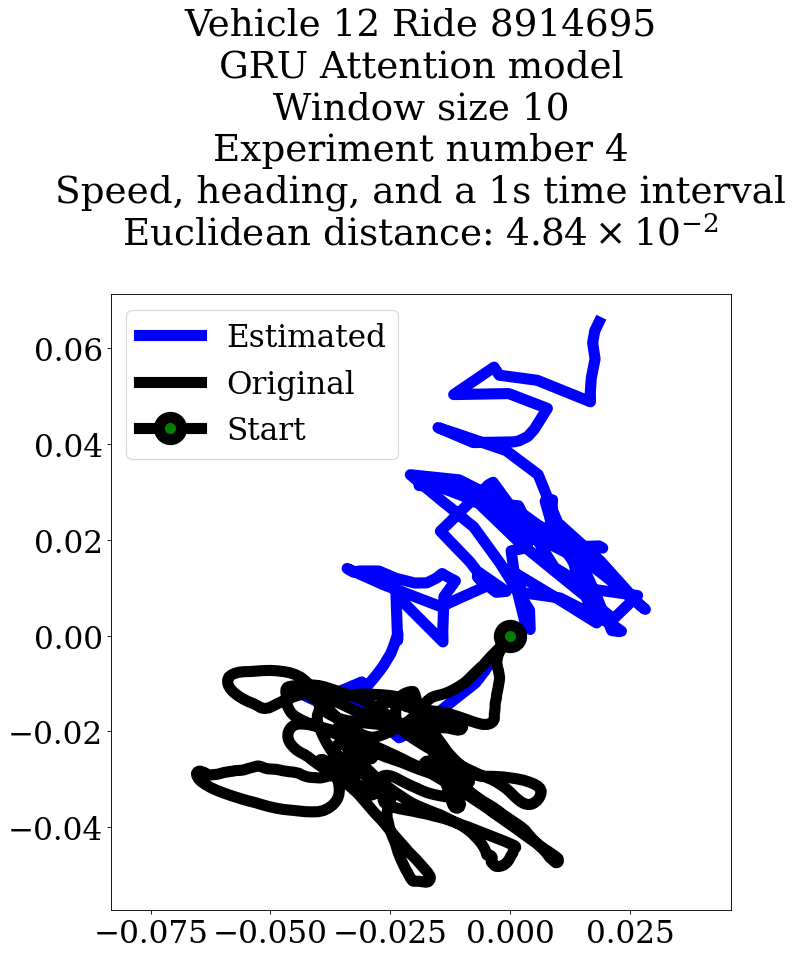 Vehicle 12 Ride 8914695
GRU Attention model
Window size 10
Experiment number 4
Speed, heading, and a 1s time interval
Euclidean distance: 4.84 × 10⁻²
Estimated
Original
Start
0.06
0.04
0.02
0.00
−0.02
−0.04
−0.075 −0.050 −0.025 0.000 0.025